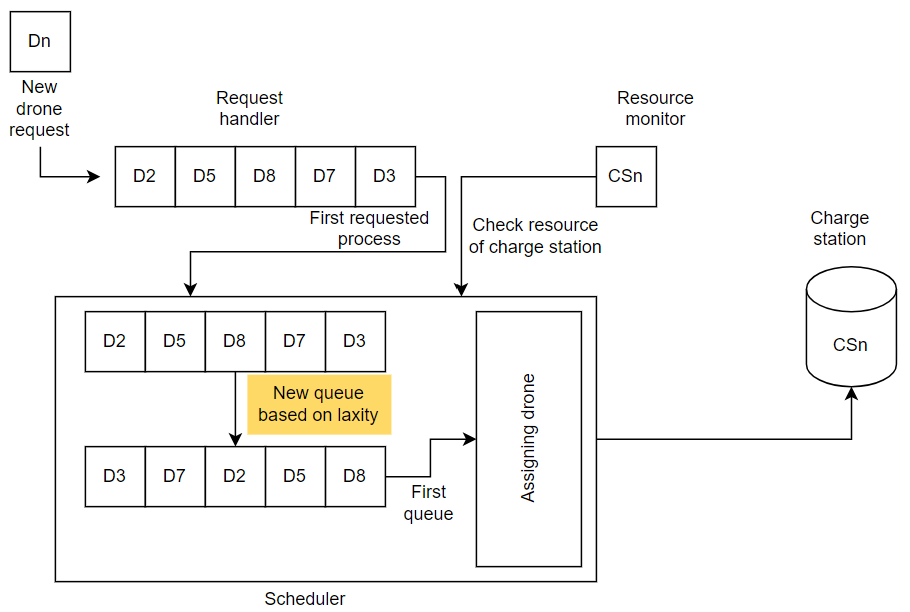 Dn
New
drone
request
Request
handler
Resource
monitor
D2 D5 D8 D7 D3
CSn
First requested
process
Check resource
of charge station
Charge
station
D2 D5 D8 D7 D3
CSn
New queue
based on laxity
Assigning drone
D3 D7 D2 D5 D8
First
queue
Scheduler